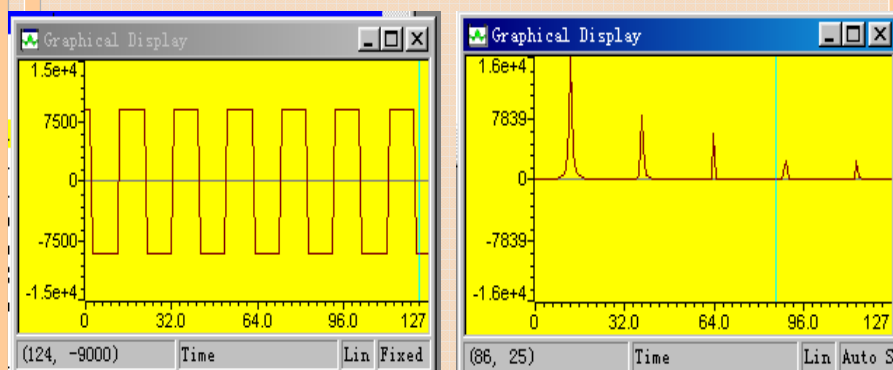 Graphical Display
1.5e+4
7500
0
-7500
-1.5e+4
0 32.0 64.0 96.0 127
(124, -9000) Time Lin Fixed
Graphical Display
1.6e+4
7839
0
-7839
-1.6e+4
0 32.0 64.0 96.0 127
(86, 25) Time Lin Auto S